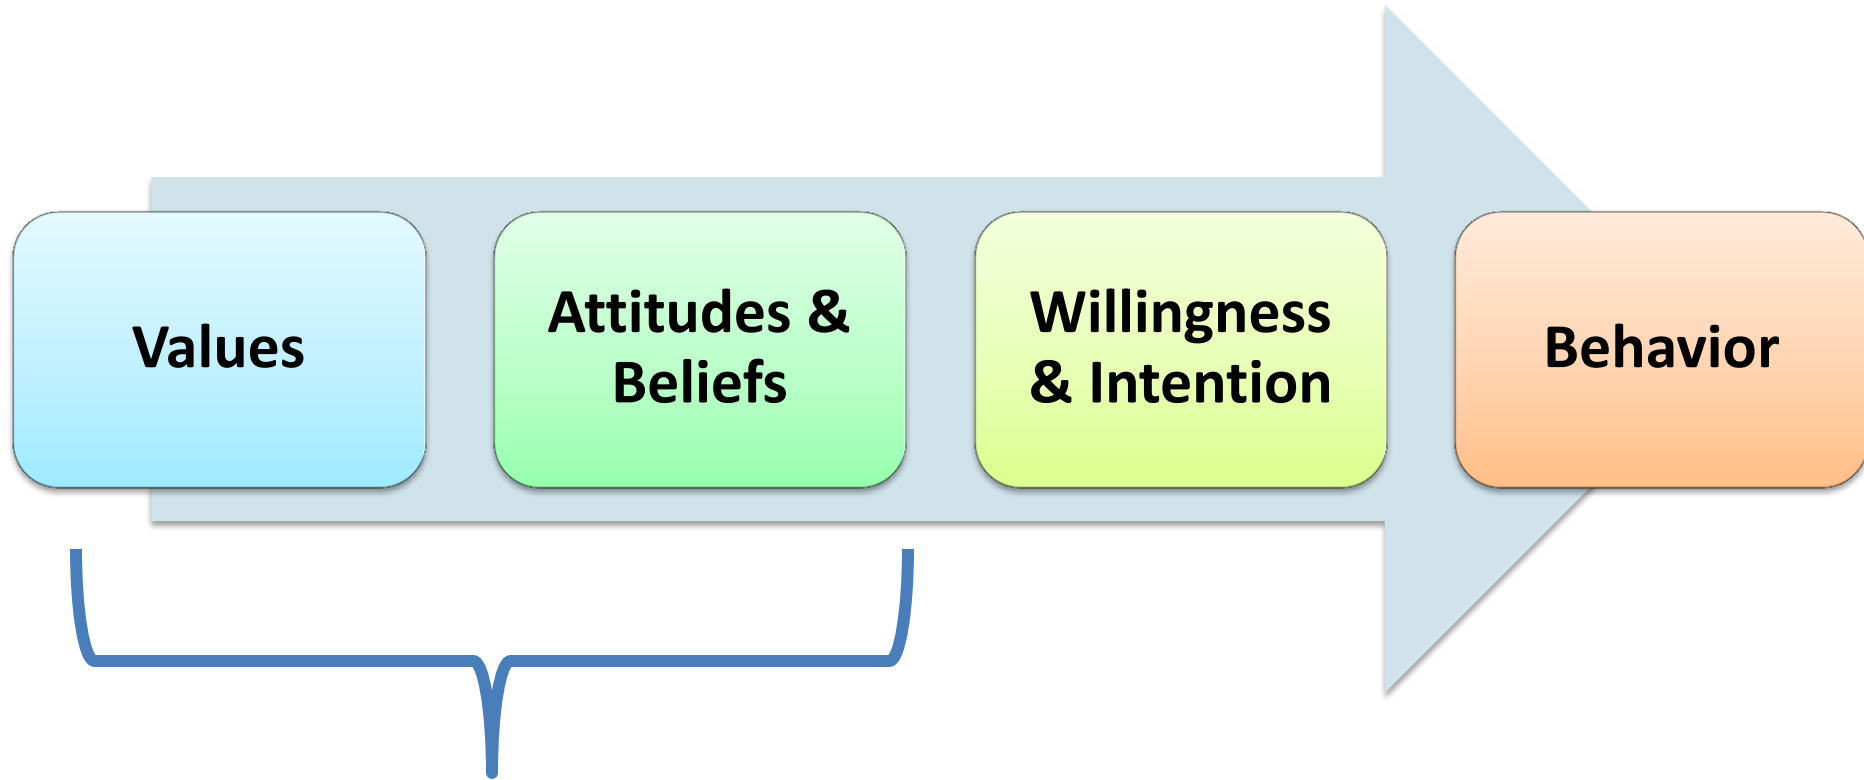 Values
Attitudes &
Beliefs
Willingness
& Intention
Behavior